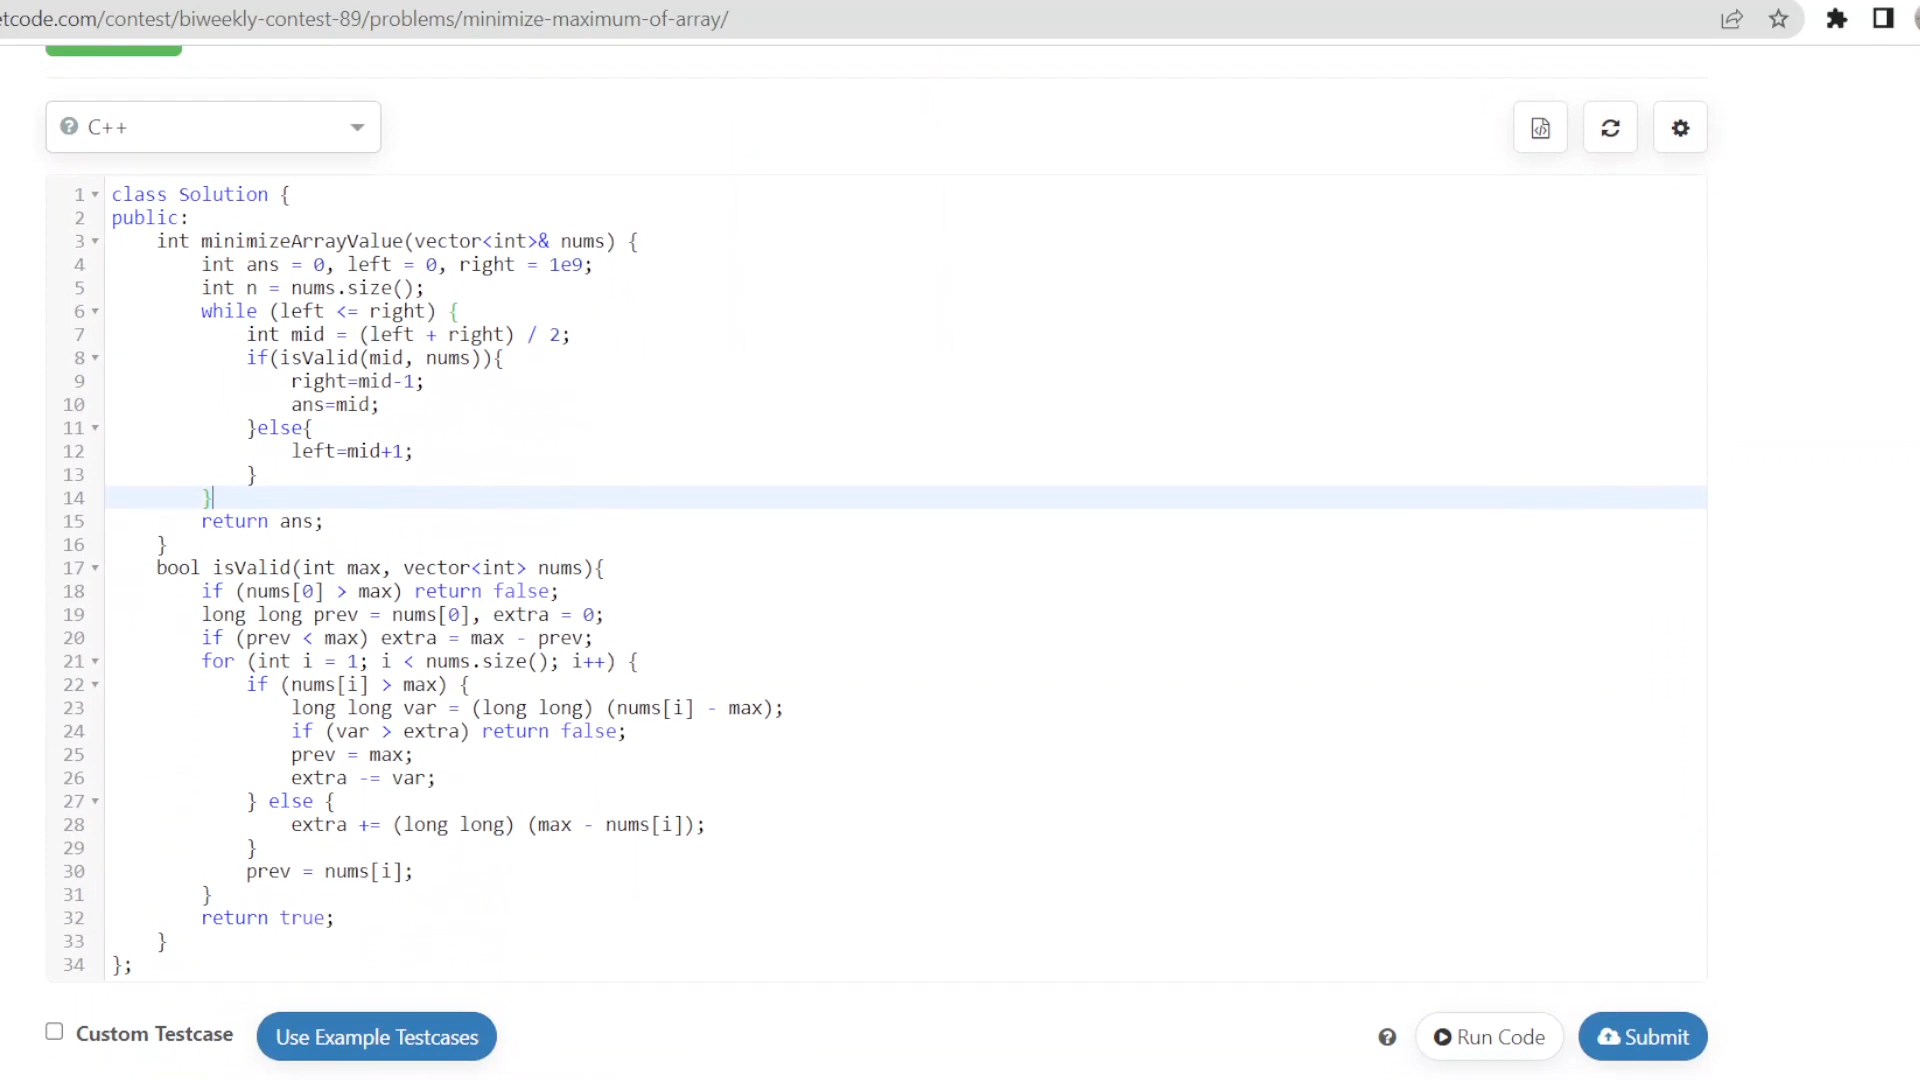 etcode.com/contest/biweekly-contest-89/problems/minimize-maximum-of-array/
C++
1 class Solution {
2 public:
3     int minimizeArrayValue(vector<int>& nums) {
4         int ans = 0, left = 0, right = 1e9;
5         int n = nums.size();
6         while (left <= right) {
7             int mid = (left + right) / 2;
8             if(isValid(mid, nums)){
9                 right=mid-1;
10                 ans=mid;
11             }else{
12                 left=mid+1;
13             }
14         }
15         return ans;
16     }
17     bool isValid(int max, vector<int> nums){
18         if (nums[0] > max) return false;
19         long long prev = nums[0], extra = 0;
20         if (prev < max) extra = max - prev;
21         for (int i = 1; i < nums.size(); i++) {
22             if (nums[i] > max) {
23                 long long var = (long long) (nums[i] - max);
24                 if (var > extra) return false;
25                 prev = max;
26                 extra -= var;
27             } else {
28                 extra += (long long) (max - nums[i]);
29             }
30             prev = nums[i];
31         }
32         return true;
33     }
34 };
Custom Testcase Use Example Testcases Run Code Submit